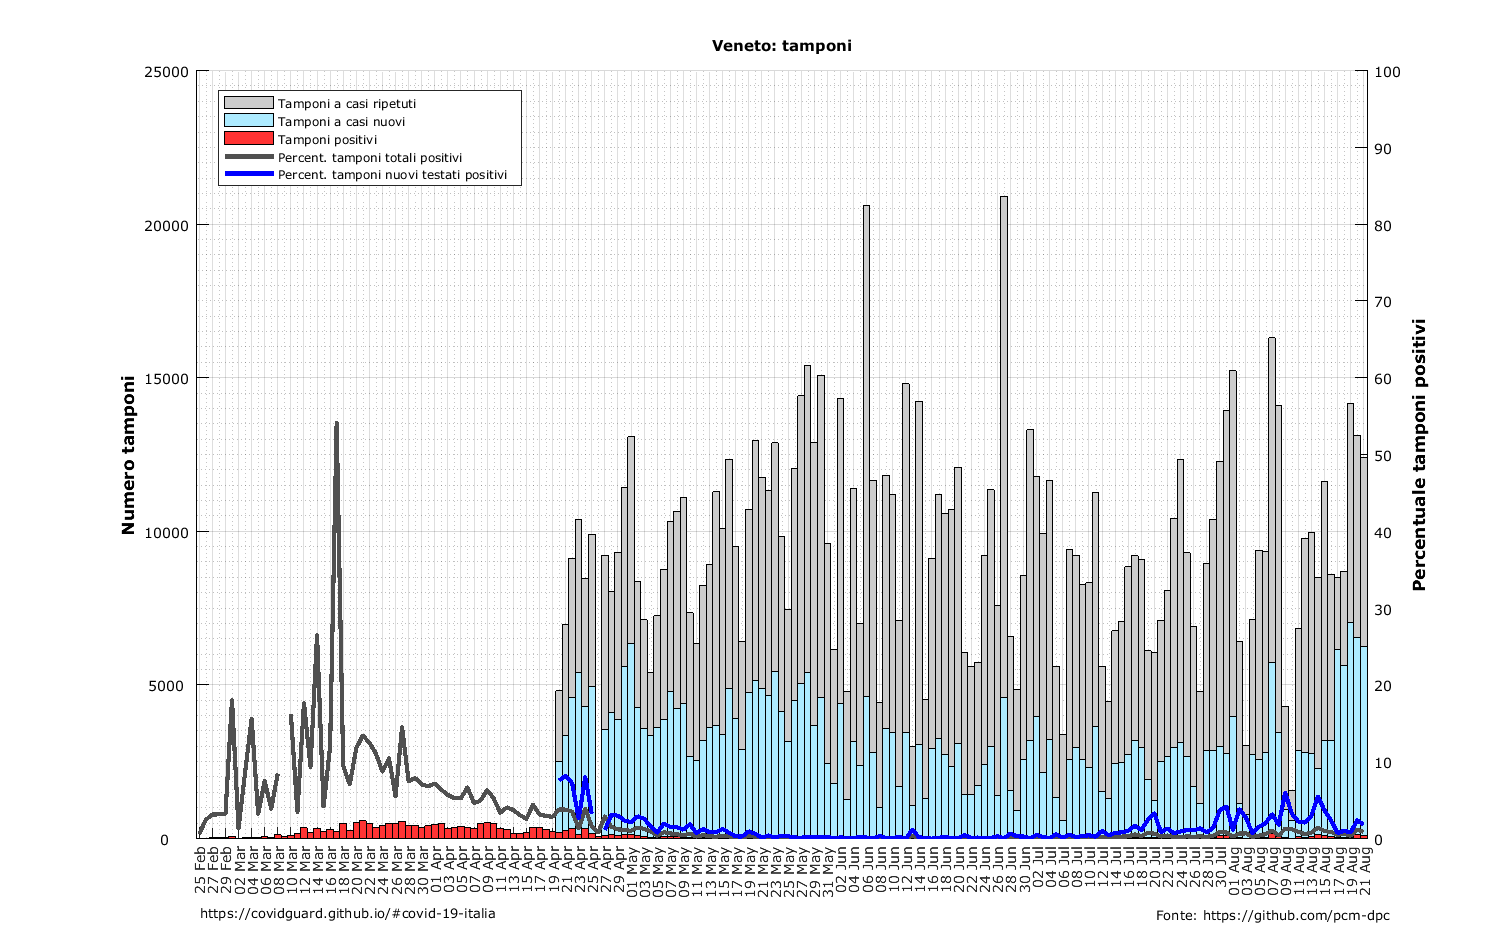 Veneto: tamponi
Numero tamponi
25000
20000
15000
10000
5000
0
Tamponi a casi ripetuti
Tamponi a casi nuovi
Tamponi positivi
Percent. tamponi totali positivi
Percent. tamponi nuovi testati positivi
100
90
80
70
60
50
40
30
20
10
0
Percentuale tamponi positivi
25 Feb
27 Feb
29 Feb
02 Mar
04 Mar
06 Mar
08 Mar
10 Mar
12 Mar
14 Mar
16 Mar
18 Mar
20 Mar
22 Mar
24 Mar
26 Mar
28 Mar
30 Mar
01 Apr
03 Apr
05 Apr
07 Apr
09 Apr
11 Apr
13 Apr
15 Apr
17 Apr
19 Apr
21 Apr
23 Apr
25 Apr
27 Apr
29 Apr
01 May
03 May
05 May
07 May
09 May
11 May
13 May
15 May
17 May
19 May
21 May
23 May
25 May
27 May
29 May
31 May
02 Jun
04 Jun
06 Jun
08 Jun
10 Jun
12 Jun
14 Jun
16 Jun
18 Jun
20 Jun
22 Jun
24 Jun
26 Jun
28 Jun
30 Jun
02 Jul
04 Jul
06 Jul
08 Jul
10 Jul
12 Jul
14 Jul
16 Jul
18 Jul
20 Jul
22 Jul
24 Jul
26 Jul
28 Jul
30 Jul
01 Aug
03 Aug
05 Aug
07 Aug
09 Aug
11 Aug
13 Aug
15 Aug
17 Aug
19 Aug
21 Aug
https://covidguard.github.io/#covid-19-italia
Fonte: https://github.com/pcm-dpc